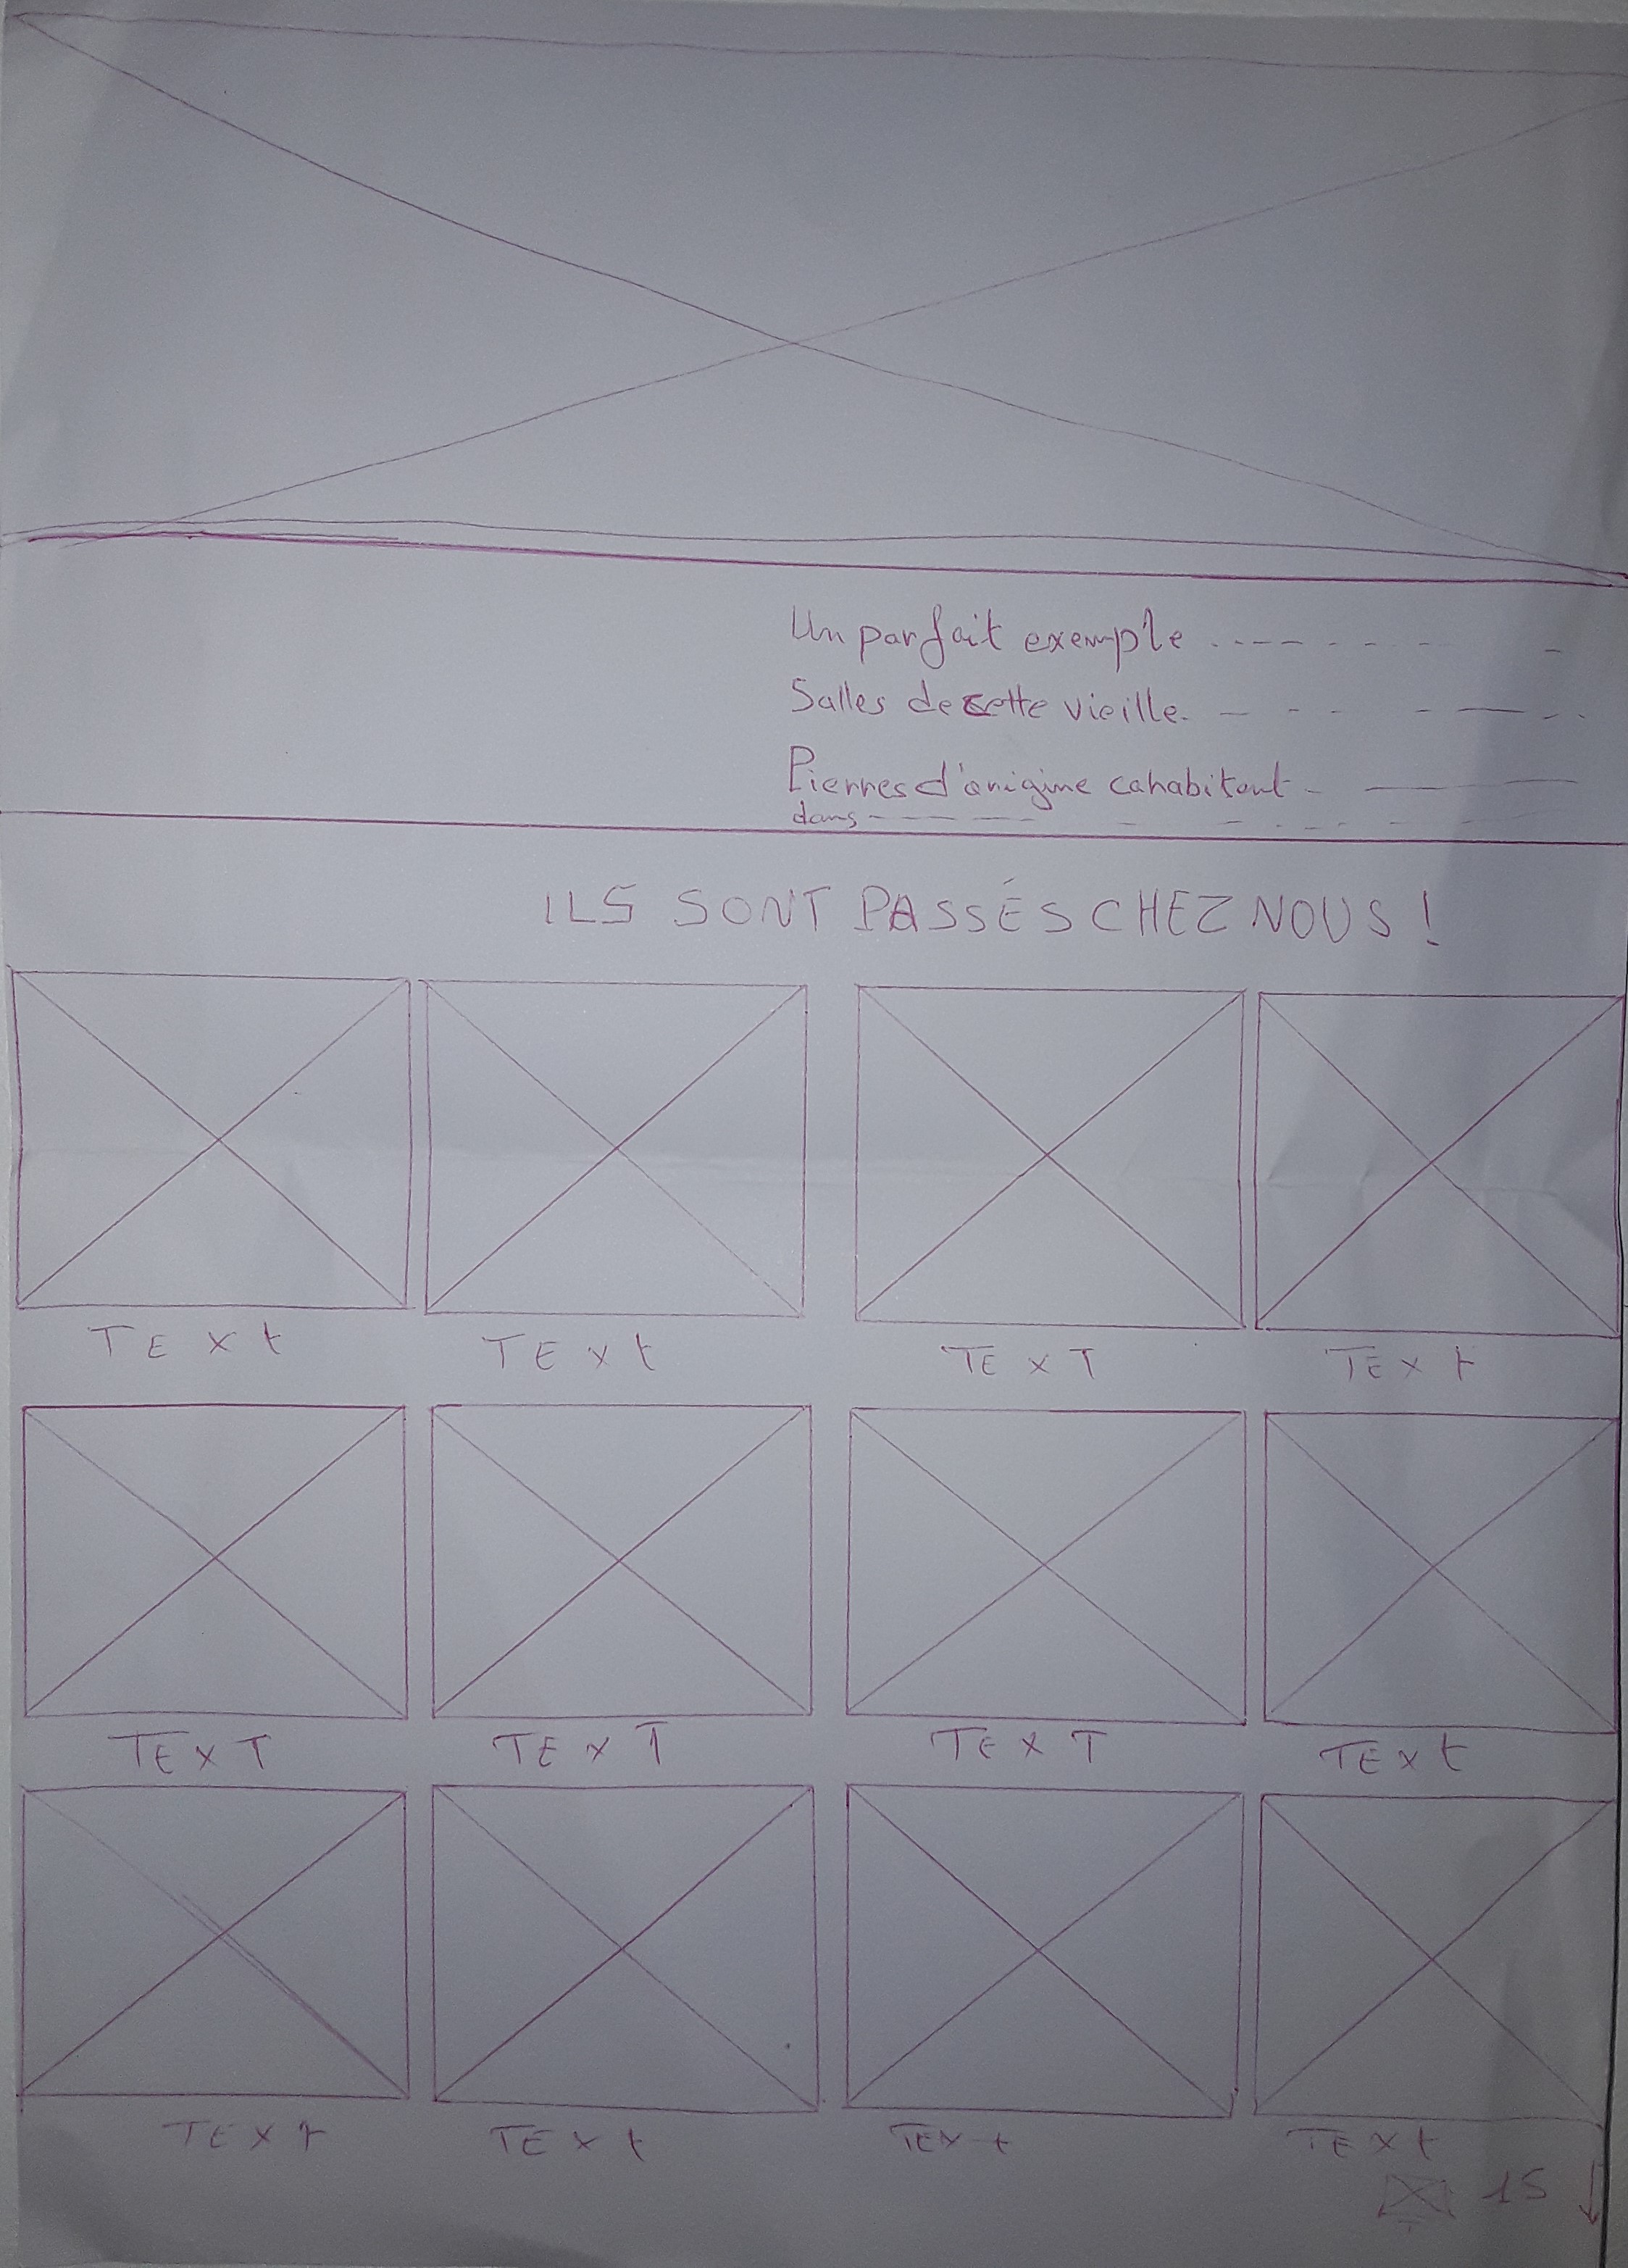 Un parfait exemple
Salles de cette vieille
Pierres d'origine cahabitant
dans
ILS SONT PASSÉS CHEZ NOUS !
TExt TExt TExT TExt
TExT TExT TExT TExt
TExt TExt TExt TExt
15